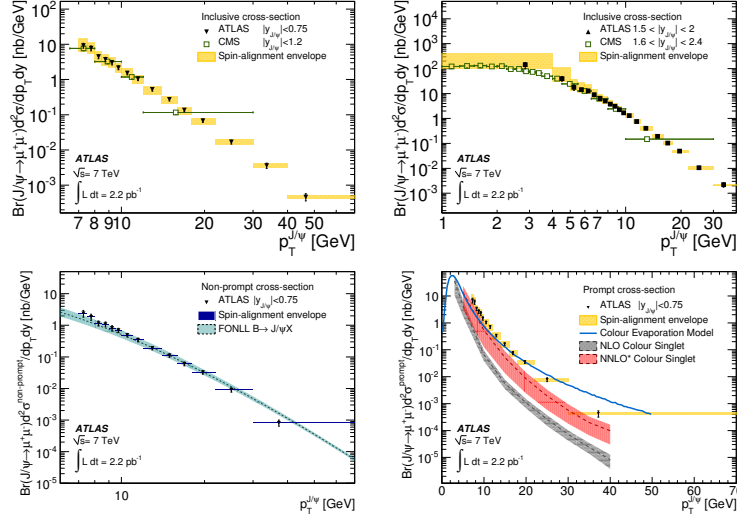 Br(J/ψ→μ⁺μ⁻)d²σ/dp_Tdy [nb/GeV]
10²
10
1
10⁻¹
10⁻²
10⁻³
Inclusive cross-section
ATLAS |y_J/ψ|<0.75
CMS |y_J/ψ|<1.2
Spin-alignment envelope
ATLAS
√s= 7 TeV
∫ L dt = 2.2 pb⁻¹
7 8 9 10 20 30 40 50
p_T^J/ψ [GeV]
Br(J/ψ→μ⁺μ⁻)d²σ/dp_Tdy [nb/GeV]
10⁴
10³
10²
10
1
10⁻¹
10⁻²
10⁻³
Inclusive cross-section
ATLAS 1.5 < |y_J/ψ| < 2
CMS 1.6 < |y_J/ψ| < 2.4
Spin-alignment envelope
ATLAS
√s= 7 TeV
∫ L dt = 2.2 pb⁻¹
1 2 3 4 5 6 7 10 20 30
p_T^J/ψ [GeV]
Br(J/ψ→μ⁺μ⁻)d²σ^non-prompt/dp_Tdy [nb/GeV]
10
1
10⁻¹
10⁻²
10⁻³
10⁻⁴
10⁻⁵
Non-prompt cross-section
ATLAS |y_J/ψ|<0.75
Spin-alignment envelope
FONLL B→ J/ψX
ATLAS
√s = 7 TeV
∫ L dt = 2.2 pb⁻¹
10
p_T^J/ψ [GeV]
Br(J/ψ→μ⁺μ⁻)d²σ^prompt/dp_Tdy [nb/GeV]
10
1
10⁻¹
10⁻²
10⁻³
10⁻⁴
10⁻⁵
Prompt cross-section
ATLAS |y_J/ψ|<0.75
Spin-alignment envelope
Colour Evaporation Model
NLO Colour Singlet
NNLO* Colour Singlet
ATLAS
√s = 7 TeV
∫ L dt = 2.2 pb⁻¹
0 10 20 30 40 50 60 70
p_T^J/ψ [GeV]